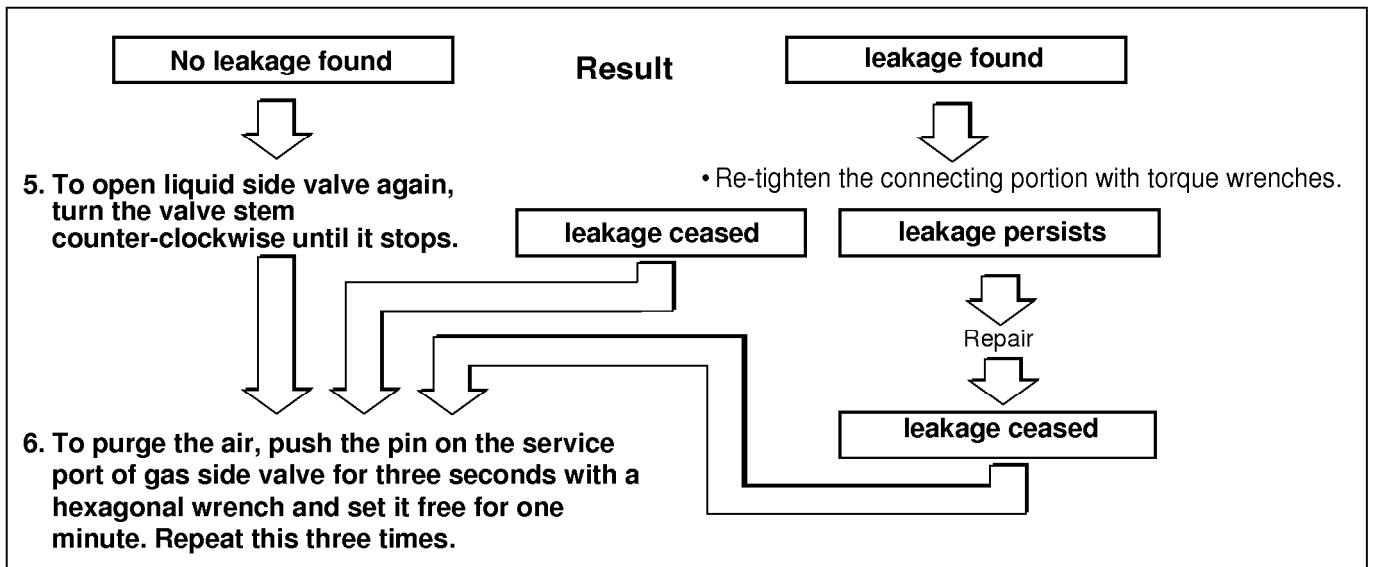 No leakage found
Result
leakage found
5. To open liquid side valve again,
turn the valve stem
counter-clockwise until it stops.
• Re-tighten the connecting portion with torque wrenches.
leakage ceased
leakage persists
Repair
leakage ceased
6. To purge the air, push the pin on the service
port of gas side valve for three seconds with a
hexagonal wrench and set it free for one
minute. Repeat this three times.